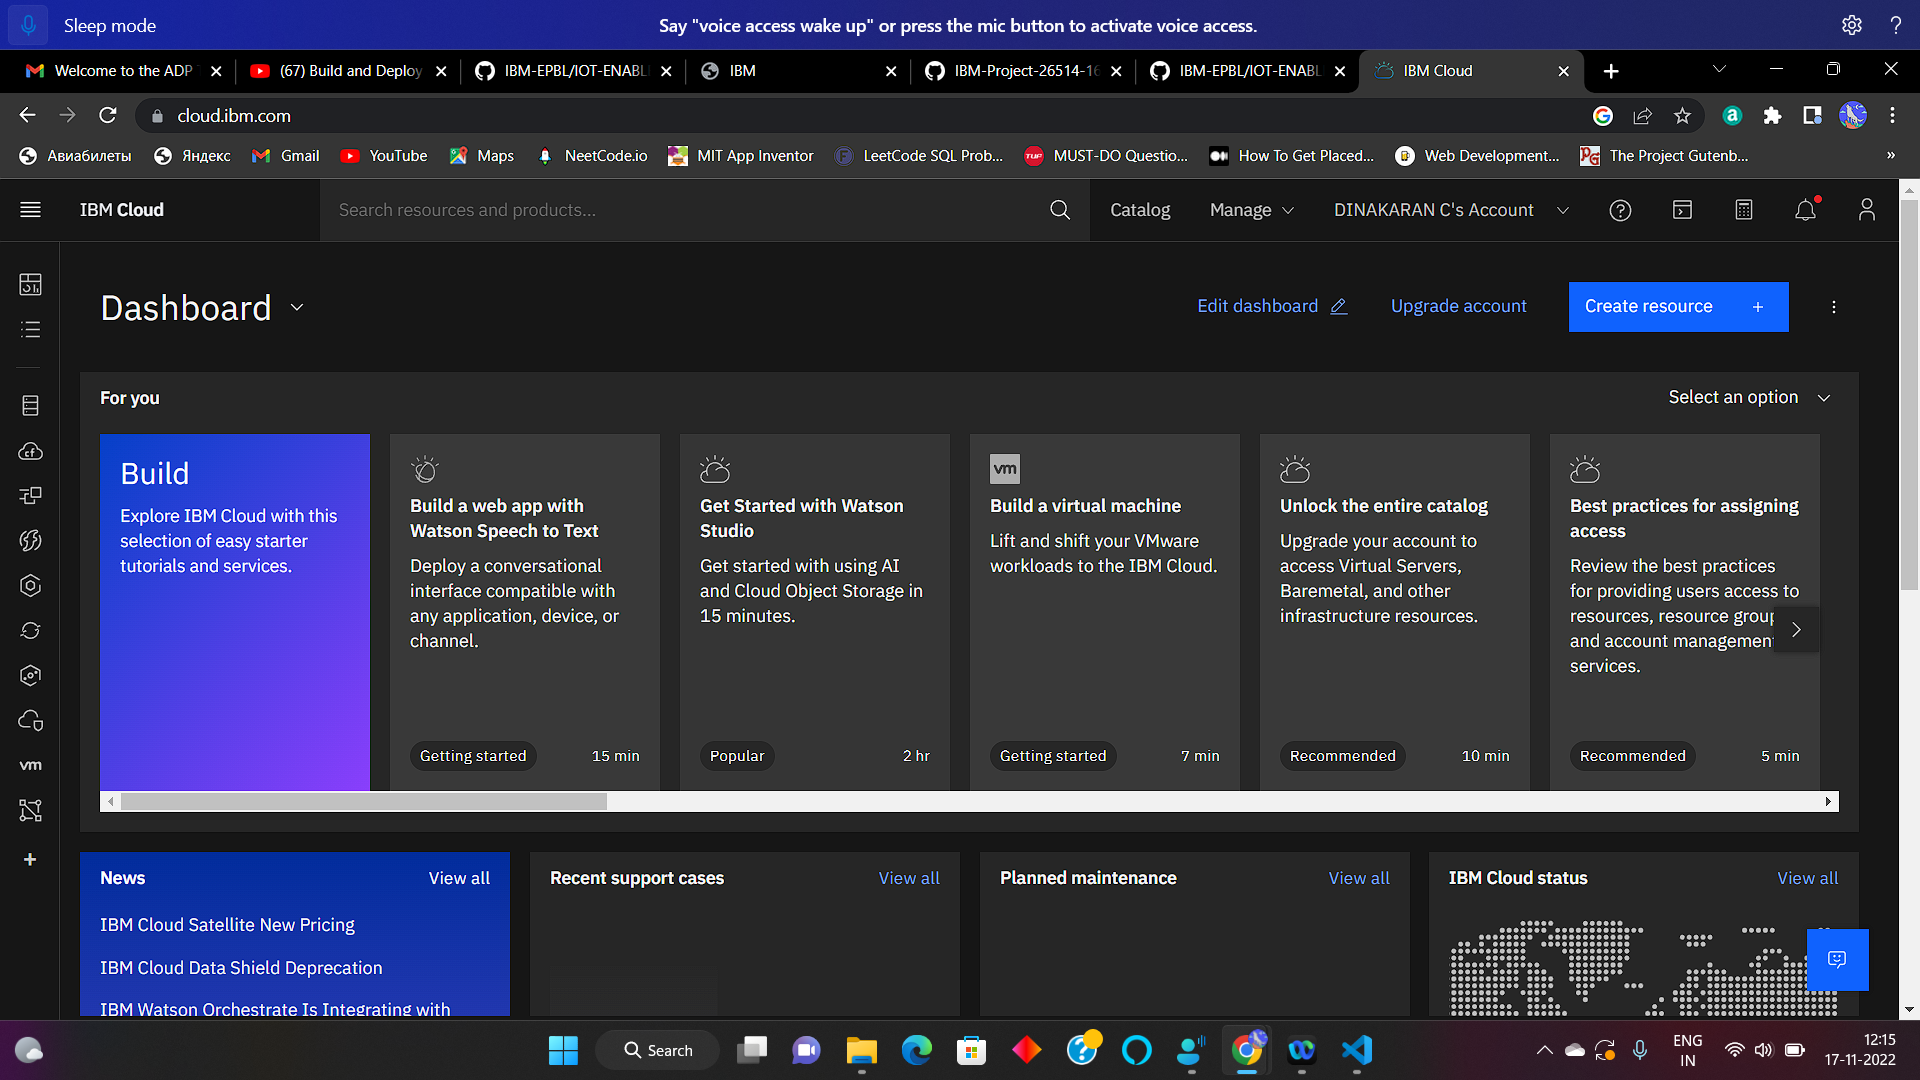 Sleep mode
Say "voice access wake up" or press the mic button to activate voice access.
Welcome to the ADP
(67) Build and Deploy
IBM-EPBL/IOT-ENABL
IBM
IBM-Project-26514-16
IBM-EPBL/IOT-ENABL
IBM Cloud
cloud.ibm.com
Авиабилеты
Яндекс
Gmail
YouTube
Maps
NeetCode.io
MIT App Inventor
LeetCode SQL Prob...
MUST-DO Questio...
How To Get Placed...
Web Development...
The Project Gutenb...
IBM Cloud
Search resources and products...
Catalog
Manage
DINAKARAN C's Account
Dashboard
Edit dashboard
Upgrade account
Create resource +
For you
Select an option
Build
Explore IBM Cloud with this
selection of easy starter
tutorials and services.
Build a web app with
Watson Speech to Text
Deploy a conversational
interface compatible with
any application, device, or
channel.
Getting started
15 min
Get Started with Watson
Studio
Get started with using AI
and Cloud Object Storage in
15 minutes.
Popular
2 hr
vm
Build a virtual machine
Lift and shift your VMware
workloads to the IBM Cloud.
Getting started
7 min
Unlock the entire catalog
Upgrade your account to
access Virtual Servers,
Baremetal, and other
infrastructure resources.
Recommended
10 min
Best practices for assigning
access
Review the best practices
for providing users access to
resources, resource group
and account management
services.
Recommended
5 min
vm
News
View all
IBM Cloud Satellite New Pricing
IBM Cloud Data Shield Deprecation
IBM Watson Orchestrate Is Integrating with
Recent support cases
View all
Planned maintenance
View all
IBM Cloud status
View all
Search
ENG
IN
12:15
17-11-2022